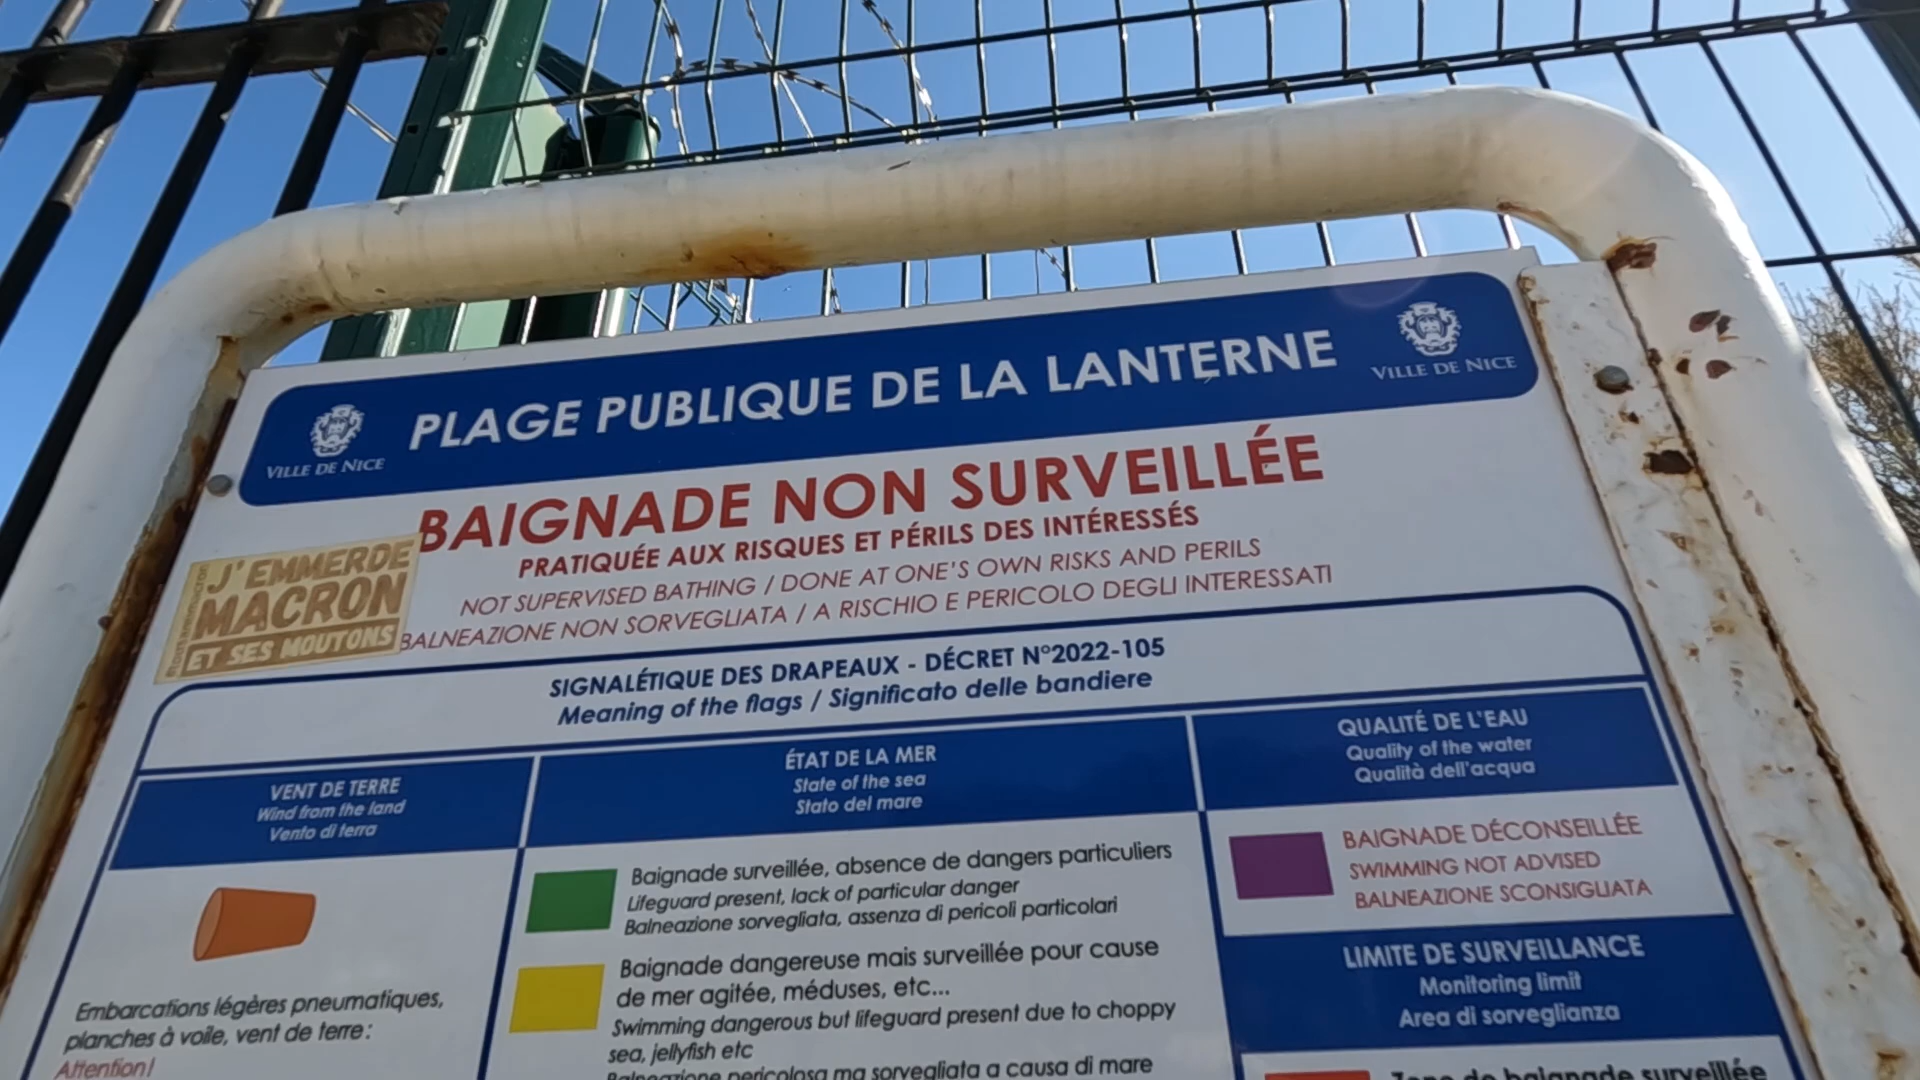 PLAGE PUBLIQUE DE LA LANTERNE
VILLE DE NICE
VILLE DE NICE
BAIGNADE NON SURVEILLÉE
PRATIQUÉE AUX RISQUES ET PÉRILS DES INTÉRESSÉS
NOT SUPERVISED BATHING / DONE AT ONE'S OWN RISKS AND PERILS
BALNEAZIONE NON SORVEGLIATA / A RISCHIO E PERICOLO DEGLI INTERESSATI
J'EMMERDE
MACRON
ET SES MOUTONS
SIGNALÉTIQUE DES DRAPEAUX - DÉCRET N°2022-105
Meaning of the flags / Significato delle bandiere
VENT DE TERRE
Wind from the land
Vento di terra
Embarcations légères pneumatiques,
planches à voile, vent de terre :
Attention!
ÉTAT DE LA MER
State of the sea
Stato del mare
Baignade surveillée, absence de dangers particuliers
Lifeguard present, lack of particular danger
Balneazione sorvegliata, assenza di pericoli particolari
Baignade dangereuse mais surveillée pour cause
de mer agitée, méduses, etc...
Swimming dangerous but lifeguard present due to choppy
sea, jellyfish etc
Balneazione pericolosa ma sorvegliata a causa di mare
QUALITÉ DE L'EAU
Quality of the water
Qualità dell'acqua
BAIGNADE DÉCONSEILLÉE
SWIMMING NOT ADVISED
BALNEAZIONE SCONSIGLIATA
LIMITE DE SURVEILLANCE
Monitoring limit
Area di sorveglianza
Zone de baignade surveillée